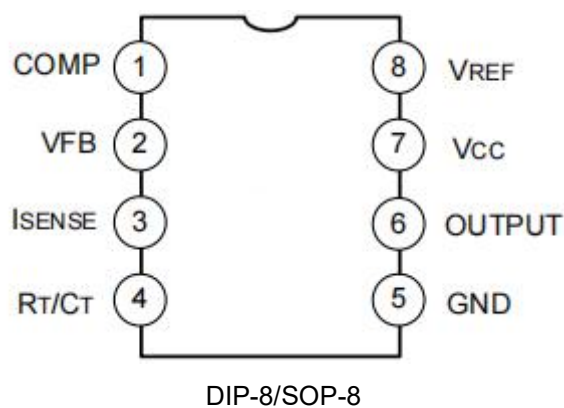 COMP 1 8 VREF
VFB 2 7 VCC
ISENSE 3 6 OUTPUT
RT/CT 4 5 GND
DIP-8/SOP-8